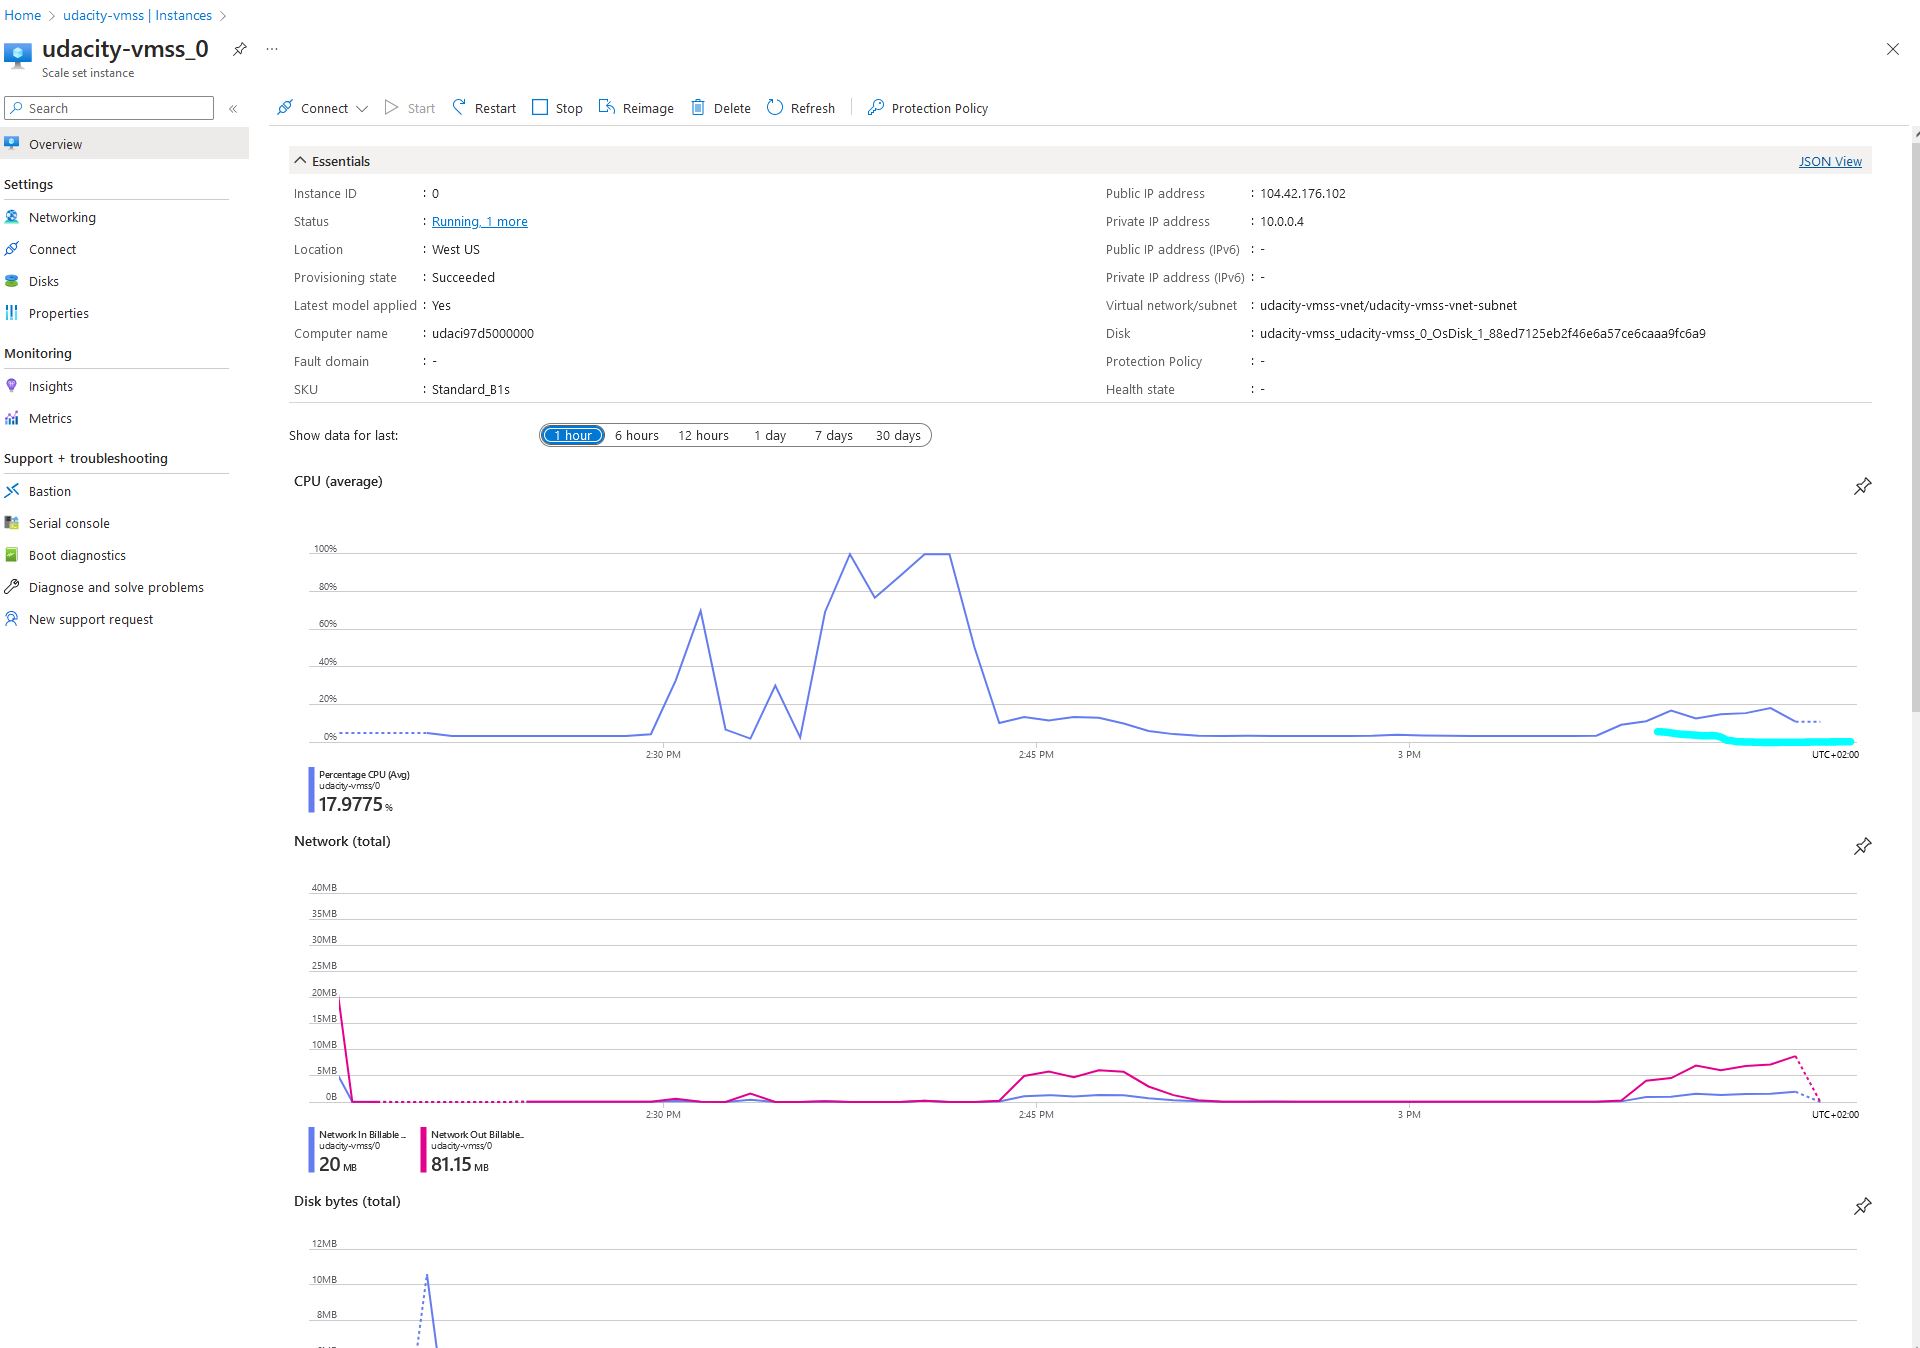 Home > udacity-vmss | Instances >
udacity-vmss_0
Scale set instance
Search
«
Connect
Start
Restart
Stop
Reimage
Delete
Refresh
Protection Policy
Overview
Settings
Networking
Connect
Disks
Properties
Monitoring
Insights
Metrics
Support + troubleshooting
Bastion
Serial console
Boot diagnostics
Diagnose and solve problems
New support request
Essentials
JSON View
Instance ID : 0
Status : Running, 1 more
Location : West US
Provisioning state : Succeeded
Latest model applied : Yes
Computer name : udaci97d5000000
Fault domain : -
SKU : Standard_B1s
Public IP address : 104.42.176.102
Private IP address : 10.0.0.4
Public IP address (IPv6) : -
Private IP address (IPv6) : -
Virtual network/subnet : udacity-vmss-vnet/udacity-vmss-vnet-subnet
Disk : udacity-vmss_udacity-vmss_0_OsDisk_1_88ed7125eb2f46e6a57ce6caaa9fc6a9
Protection Policy : -
Health state : -
Show data for last: 1 hour 6 hours 12 hours 1 day 7 days 30 days
CPU (average)
100%
80%
60%
40%
20%
0%
2:30 PM 2:45 PM 3 PM UTC+02:00
Percentage CPU (Avg)
udacity-vmss/0
17.9775 %
Network (total)
40MB
35MB
30MB
25MB
20MB
15MB
10MB
5MB
0B
2:30 PM 2:45 PM 3 PM UTC+02:00
Network In Billable ...
udacity-vmss/0
20 MB
Network Out Billable...
udacity-vmss/0
81.15 MB
Disk bytes (total)
12MB
10MB
8MB